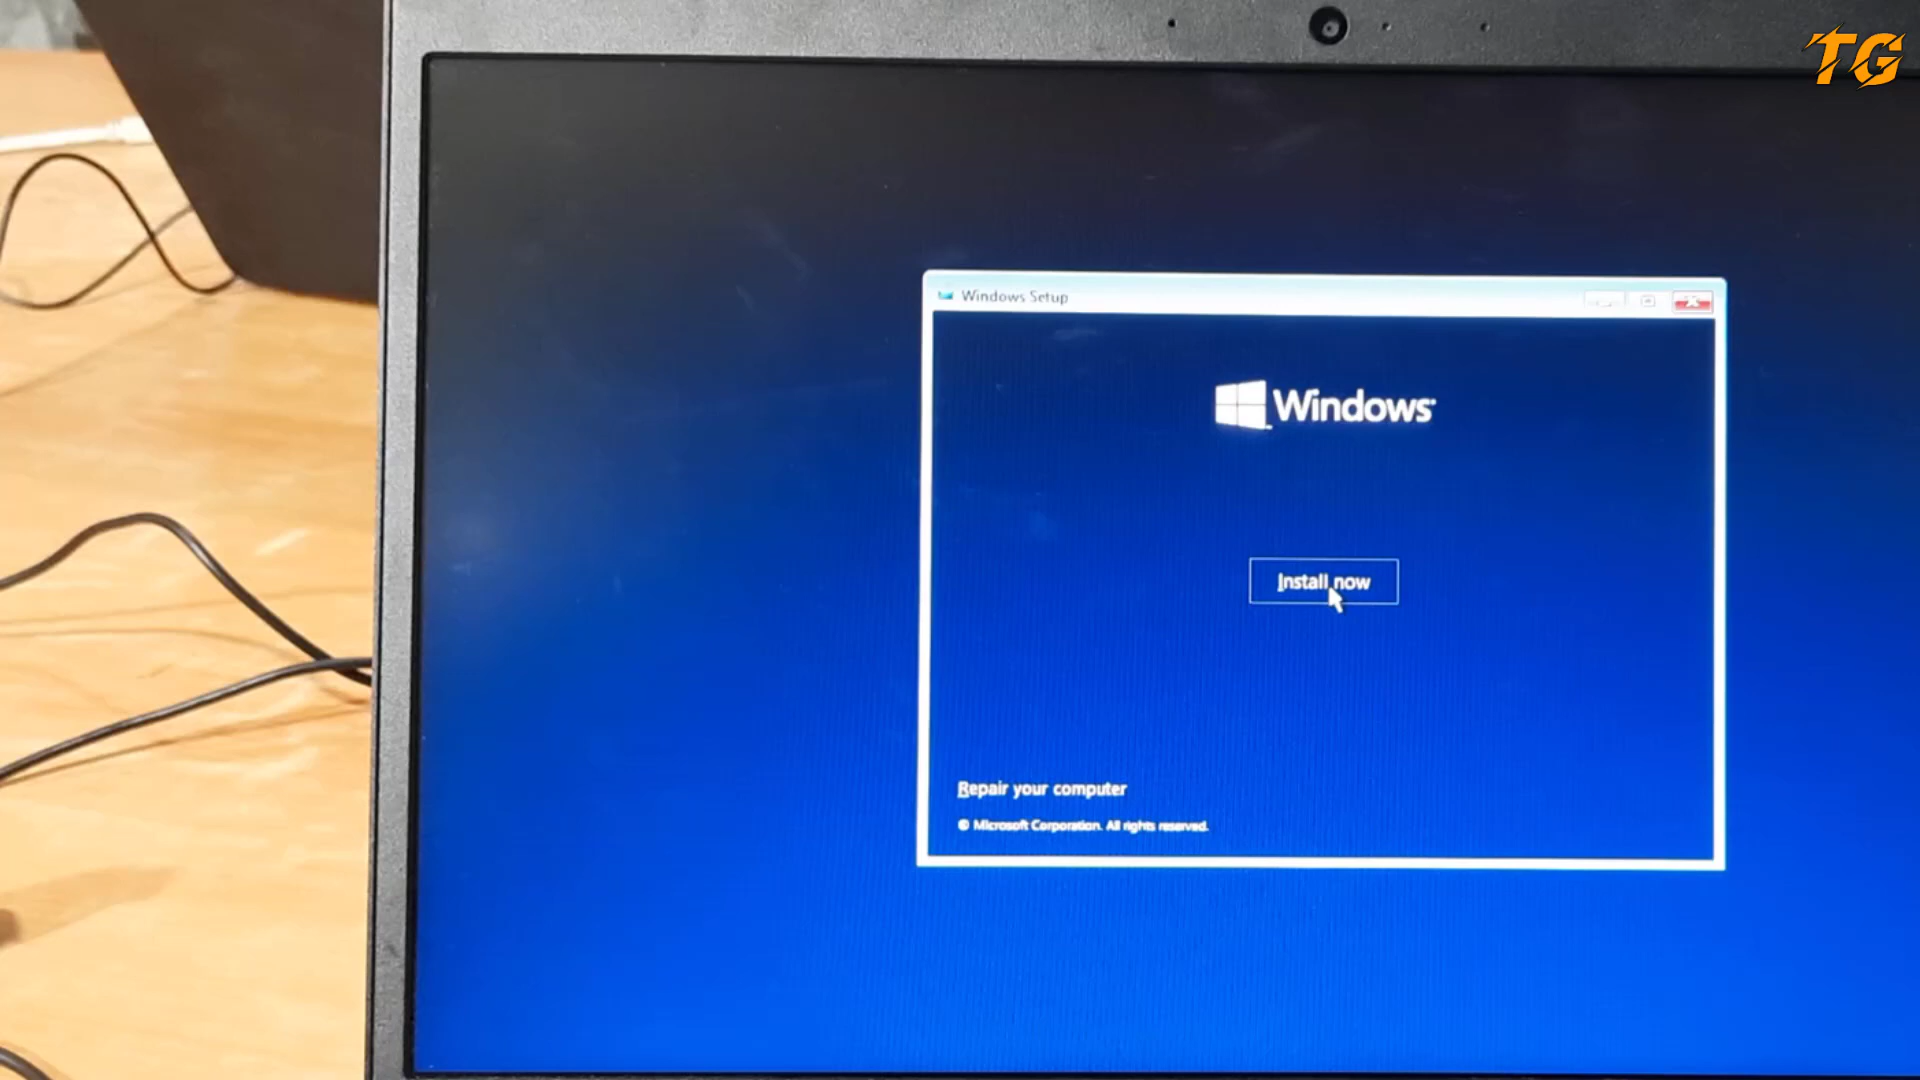 TG
Windows Setup
Windows
Install now
Repair your computer
© Microsoft Corporation. All rights reserved.